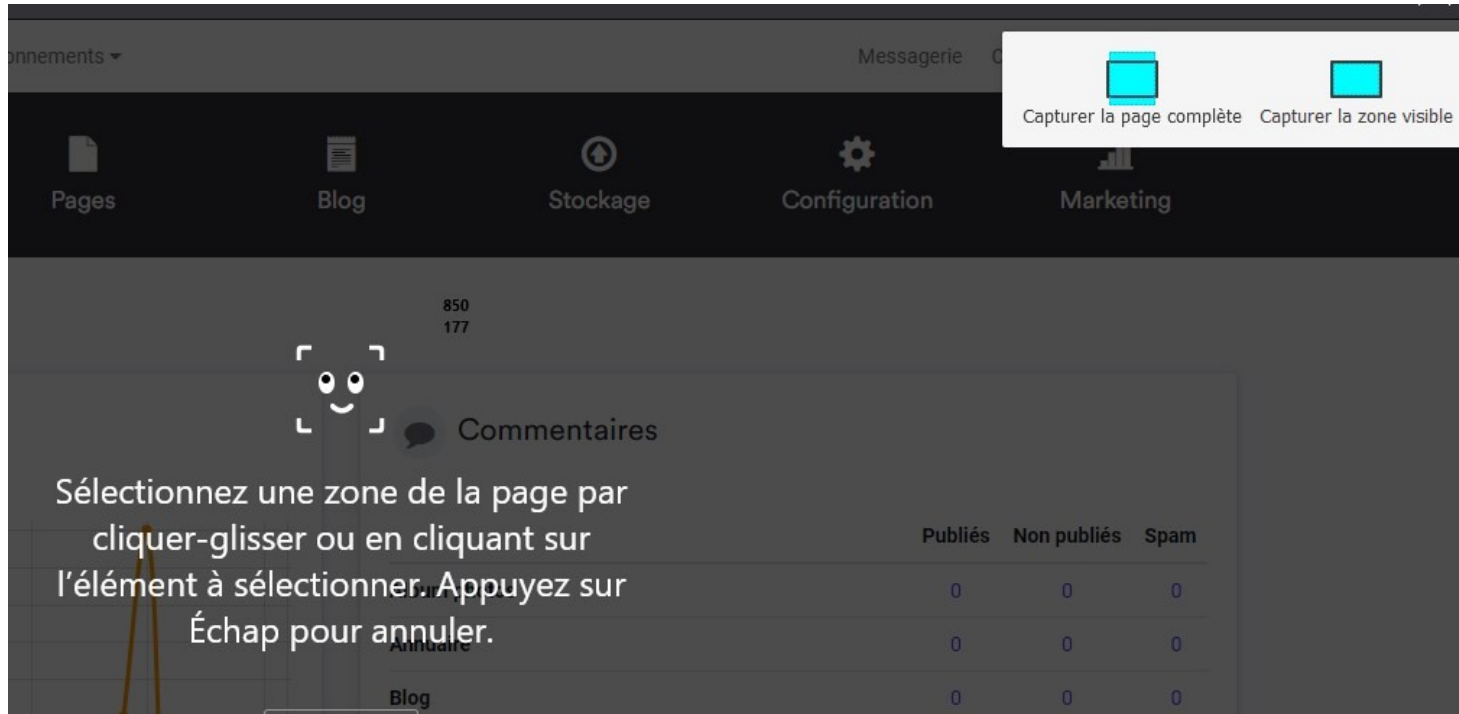 onnements
Messagerie
Capturer la page complète Capturer la zone visible
Pages Blog Stockage Configuration Marketing
850
177
Commentaires
Sélectionnez une zone de la page par
cliquer-glisser ou en cliquant sur
l’élément à sélectionner. Appuyez sur
Échap pour annuler.
Publiés Non publiés Spam
0 0 0
Annuaire 0 0 0
Blog 0 0 0